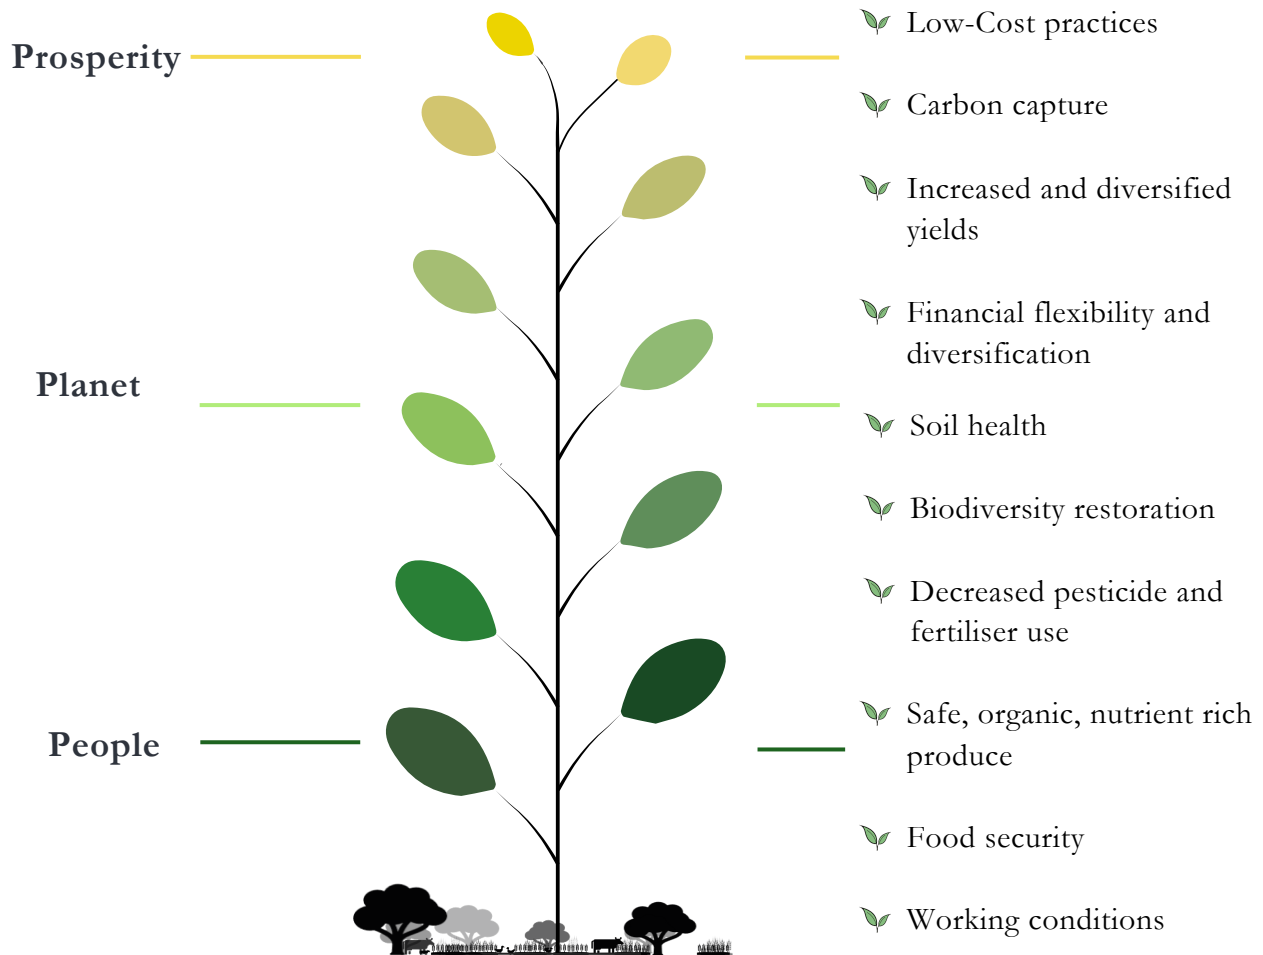 Prosperity
Planet
People
Low-Cost practices
Carbon capture
Increased and diversified
yields
Financial flexibility and
diversification
Soil health
Biodiversity restoration
Decreased pesticide and
fertiliser use
Safe, organic, nutrient rich
produce
Food security
Working conditions